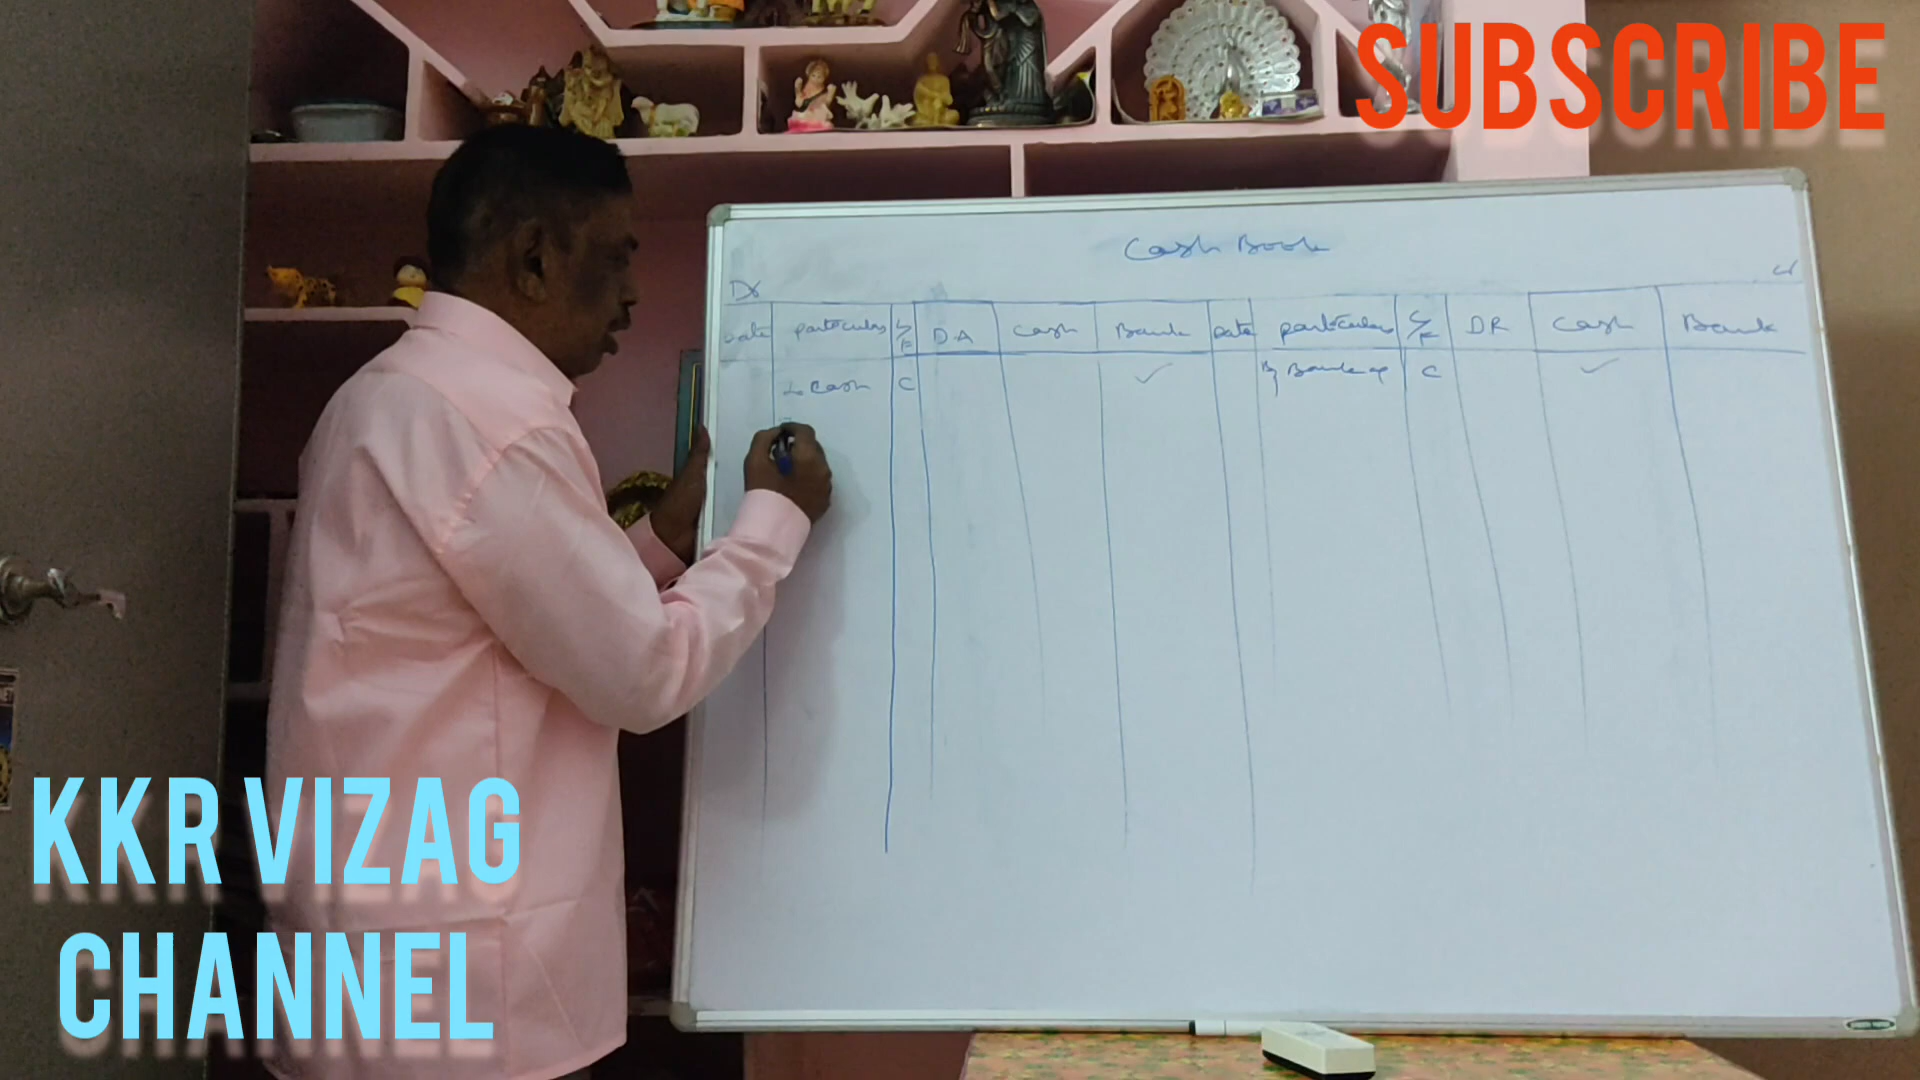 SUBSCRIBE
Cash Book
Dr Cr
Date particulars L/F D.A Cash Bank Date particulars L/F DR Cash Bank
To Cash C ✓ By Bank C ✓
KKR VIZAG
CHANNEL